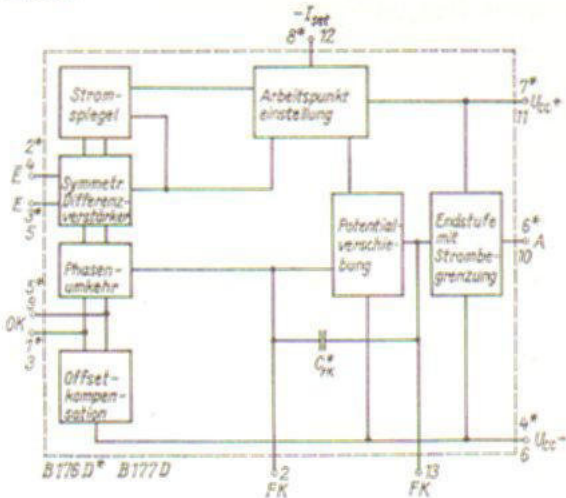 -I_set
8* 12
Strom-
spiegel
Arbeitspunkt
einstellung
7*
U_CC+
11
2*
E̅
4
Symmetr.
Differenz-
verstärker
E
3*
5
Potential-
verschie-
bung
Endstufe
mit
Strombe-
grenzung
6*
A
10
Phasen-
umkehr
5*
OK
1*
3
C*_FK
Offset-
kompen-
sation
4*
U_CC-
6
B176D* B177D
2
FK
13
FK